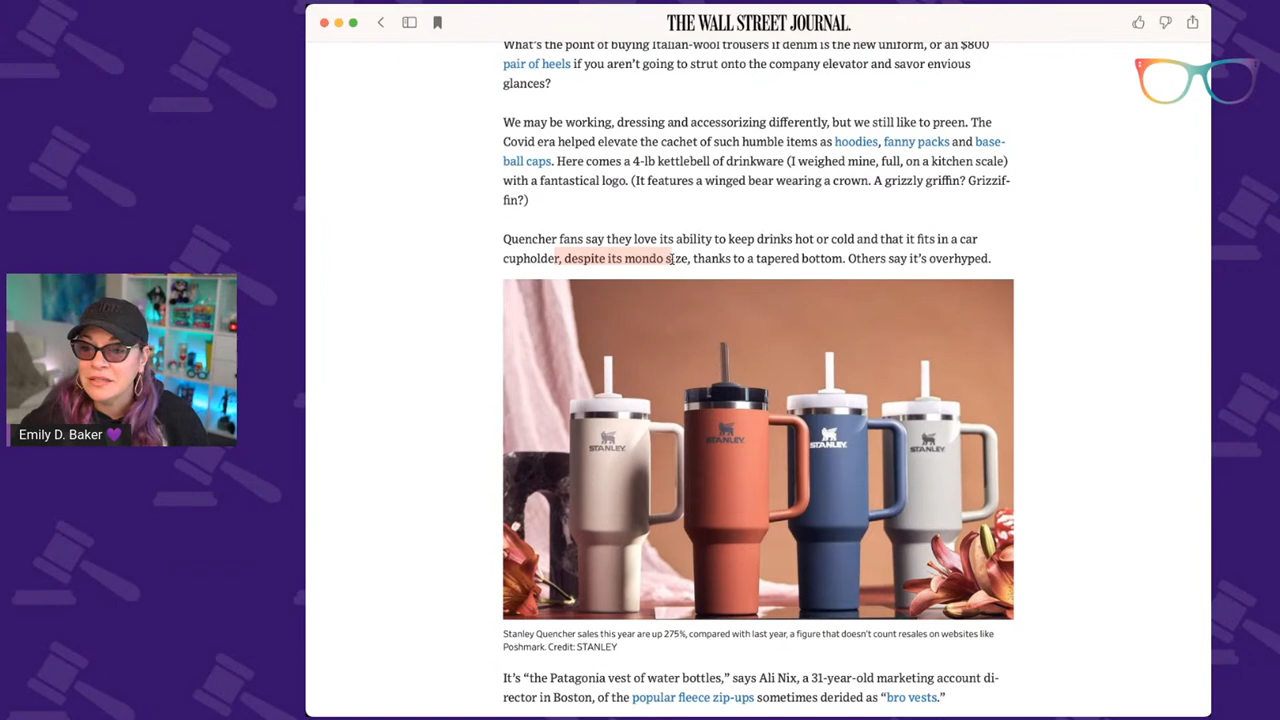 THE WALL STREET JOURNAL.
What's the point of buying Italian-wool trousers if denim is the new uniform, or an $800
pair of heels if you aren't going to strut onto the company elevator and savor envious
glances?
We may be working, dressing and accessorizing differently, but we still like to preen. The
Covid era helped elevate the cachet of such humble items as hoodies, fanny packs and base-
ball caps. Here comes a 4-lb kettlebell of drinkware (I weighed mine, full, on a kitchen scale)
with a fantastical logo. (It features a winged bear wearing a crown. A grizzly griffin? Grizzif-
fin?)
Quencher fans say they love its ability to keep drinks hot or cold and that it fits in a car
cupholder, despite its mondo size, thanks to a tapered bottom. Others say it's overhyped.
STANLEY
STANLEY
STANLEY
STANLEY
Emily D. Baker 💜
Stanley Quencher sales this year are up 275%, compared with last year, a figure that doesn't count resales on websites like
Poshmark. Credit: STANLEY
It's “the Patagonia vest of water bottles,” says Ali Nix, a 31-year-old marketing account di-
rector in Boston, of the popular fleece zip-ups sometimes derided as “bro vests.”